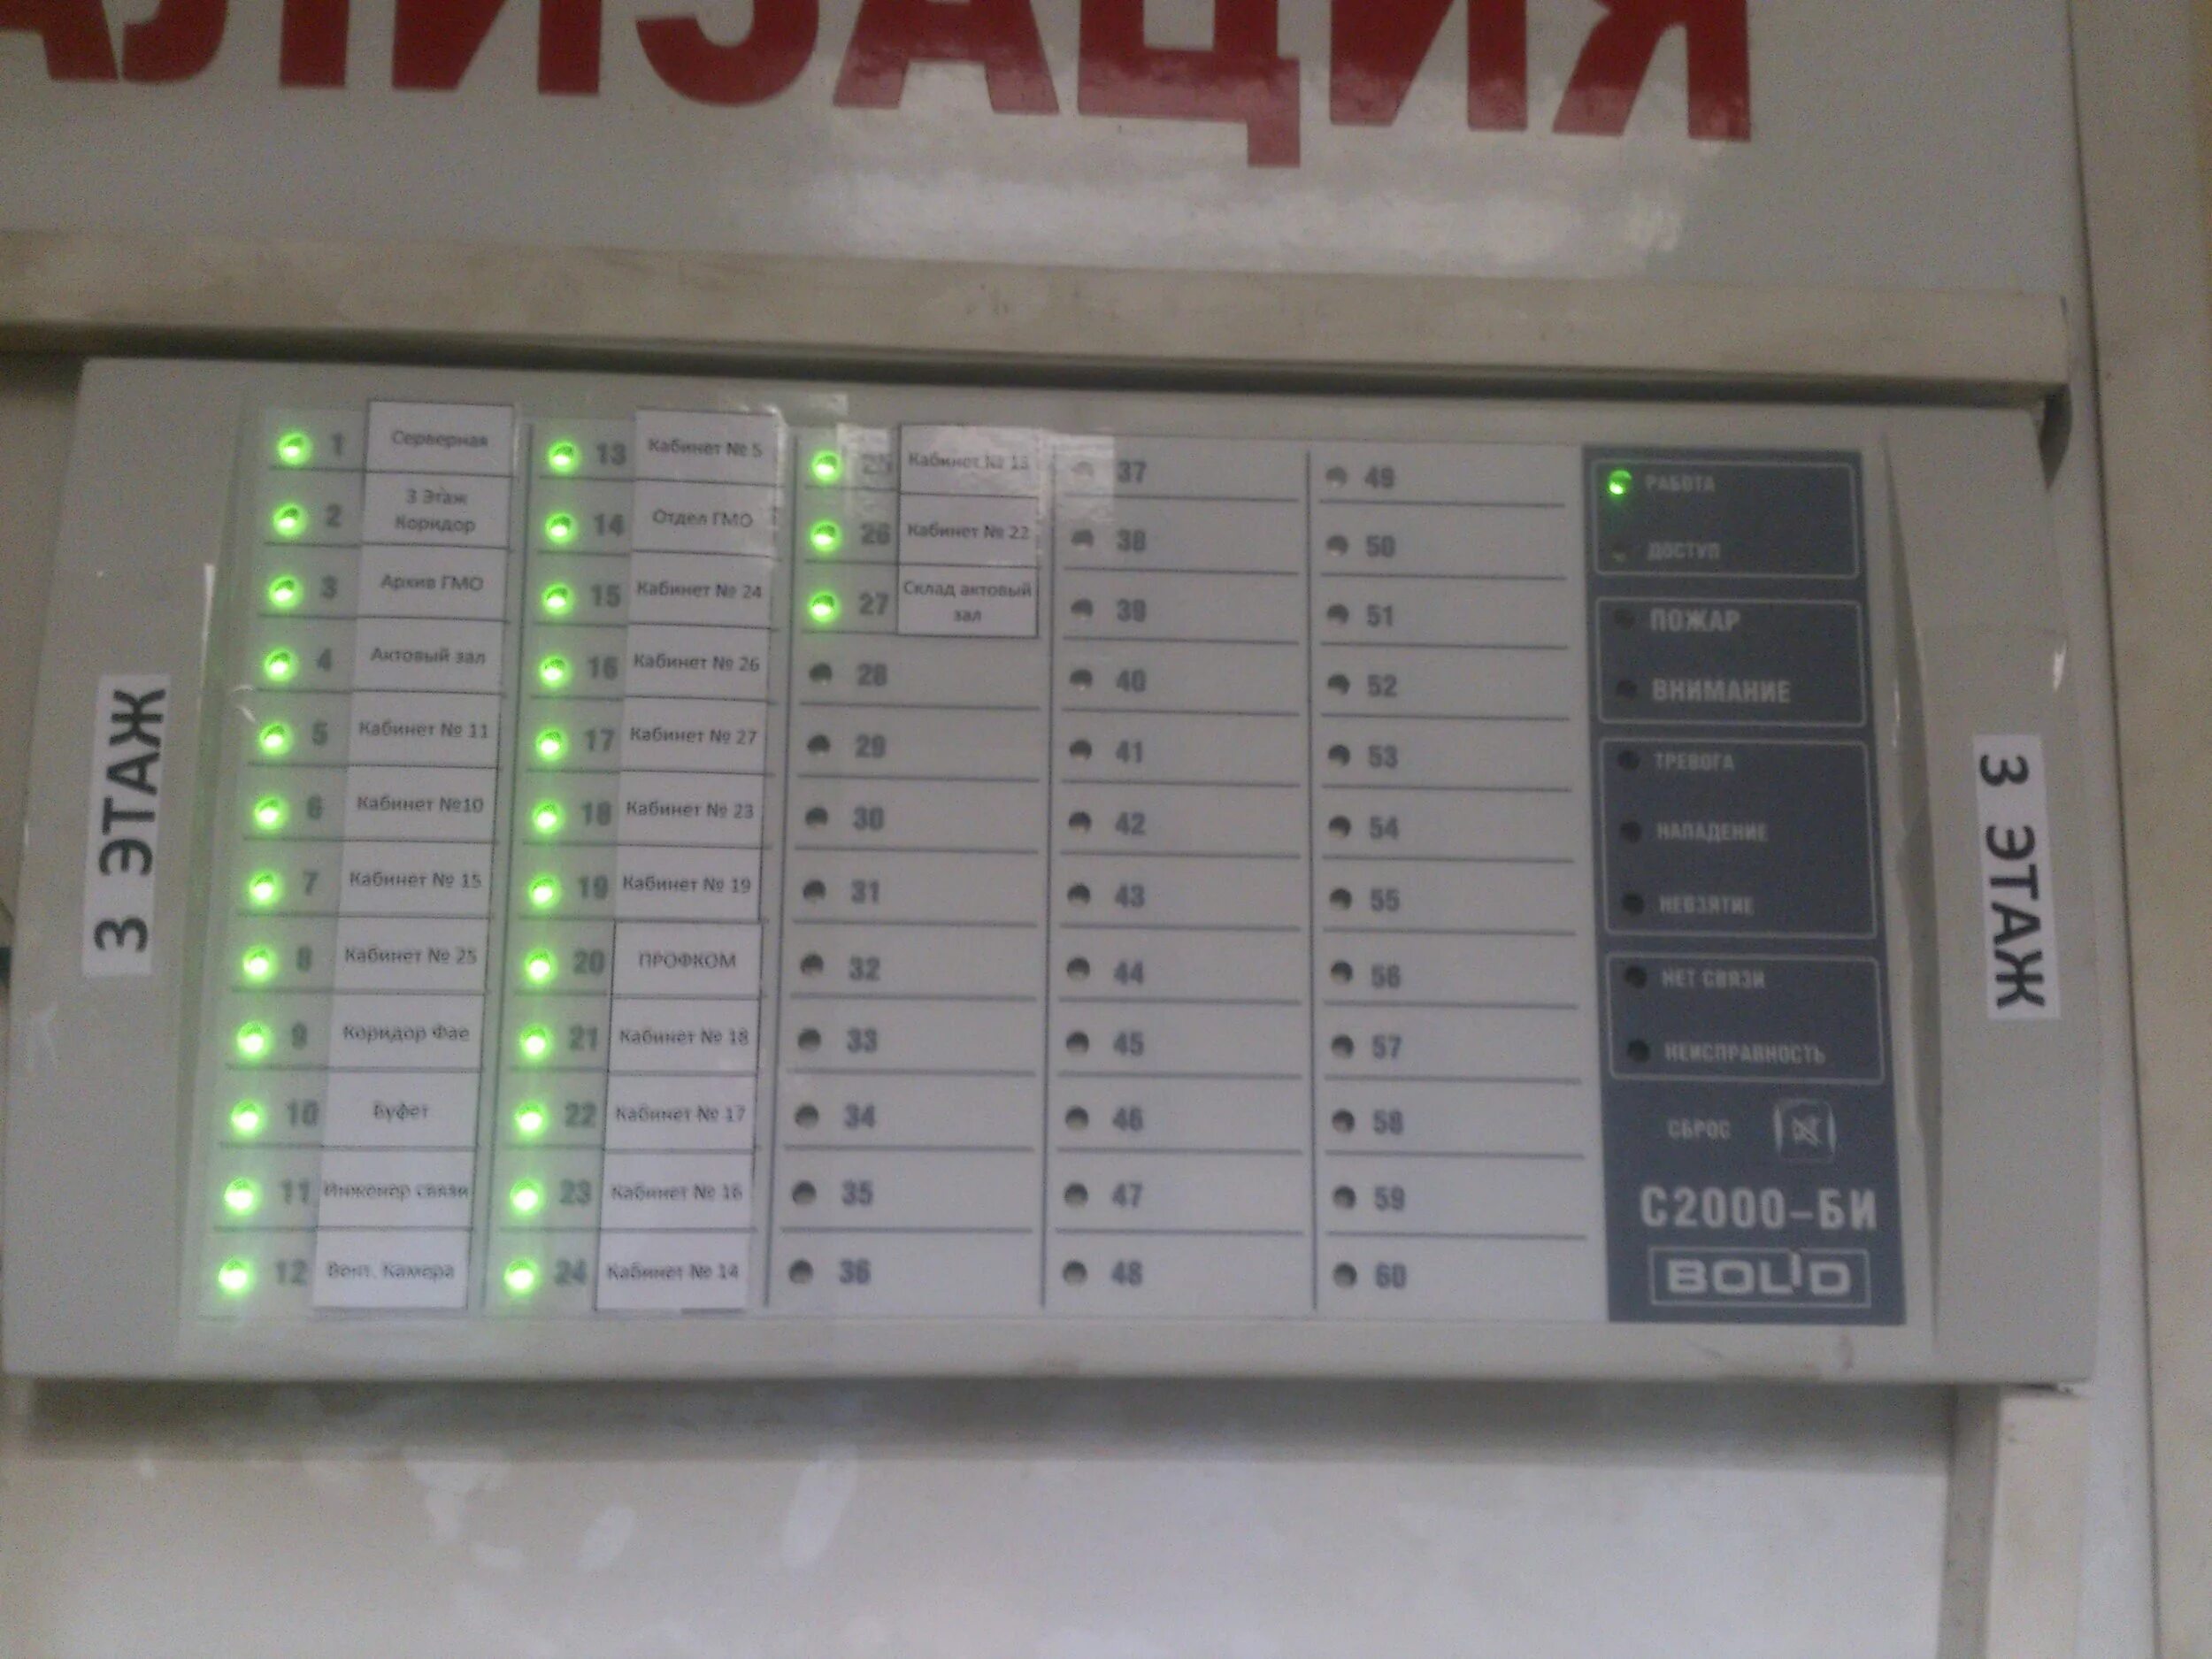 АЛИЗАЦИЯ
3 ЭТАЖ
1 Серверная
2 3 Этаж
Коридор
3 Архив ГМО
4 Актовый зал
5 Кабинет № 11
6 Кабинет №10
7 Кабинет № 15
8 Кабинет № 25
9 Коридор Фае
10 Буфет
11 Инженер связи
12 Вент. Камера
13 Кабинет № 5
14 Отдел ГМО
15 Кабинет № 24
16 Кабинет № 26
17 Кабинет № 27
18 Кабинет № 23
19 Кабинет № 19
20 ПРОФКОМ
21 Кабинет № 18
22 Кабинет № 17
23 Кабинет № 16
24 Кабинет № 14
25 Кабинет №
26 Кабинет № 22
27 Склад актовый
зал
28
29
30
31
32
33
34
35
36
37
38
39
40
41
42
43
44
45
46
47
48
49
50
51
52
53
54
55
56
57
58
59
60
РАБОТА
ДОСТУП
ПОЖАР
ВНИМАНИЕ
ТРЕВОГА
НАПАДЕНИЕ
НЕВЗЯТИЕ
НЕТ СВЯЗИ
НЕИСПРАВНОСТЬ
СБРОС
С2000-БИ
BOLID
3 ЭТАЖ